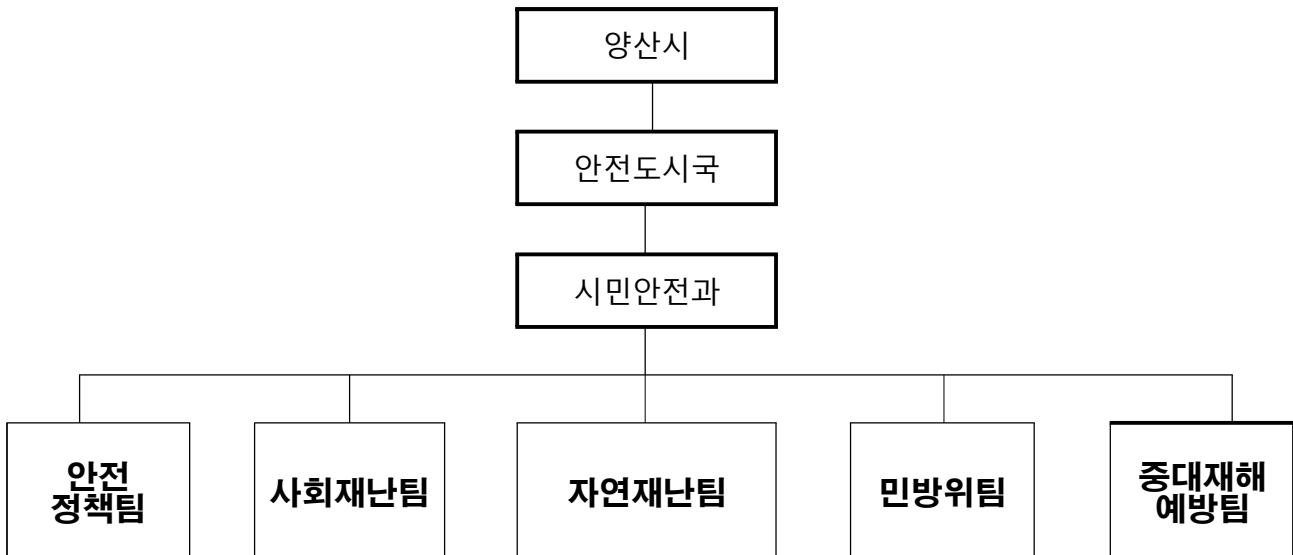 양산시
안전도시국
시민안전과
안전
정책팀
사회재난팀
자연재난팀
민방위팀
중대재해
예방팀